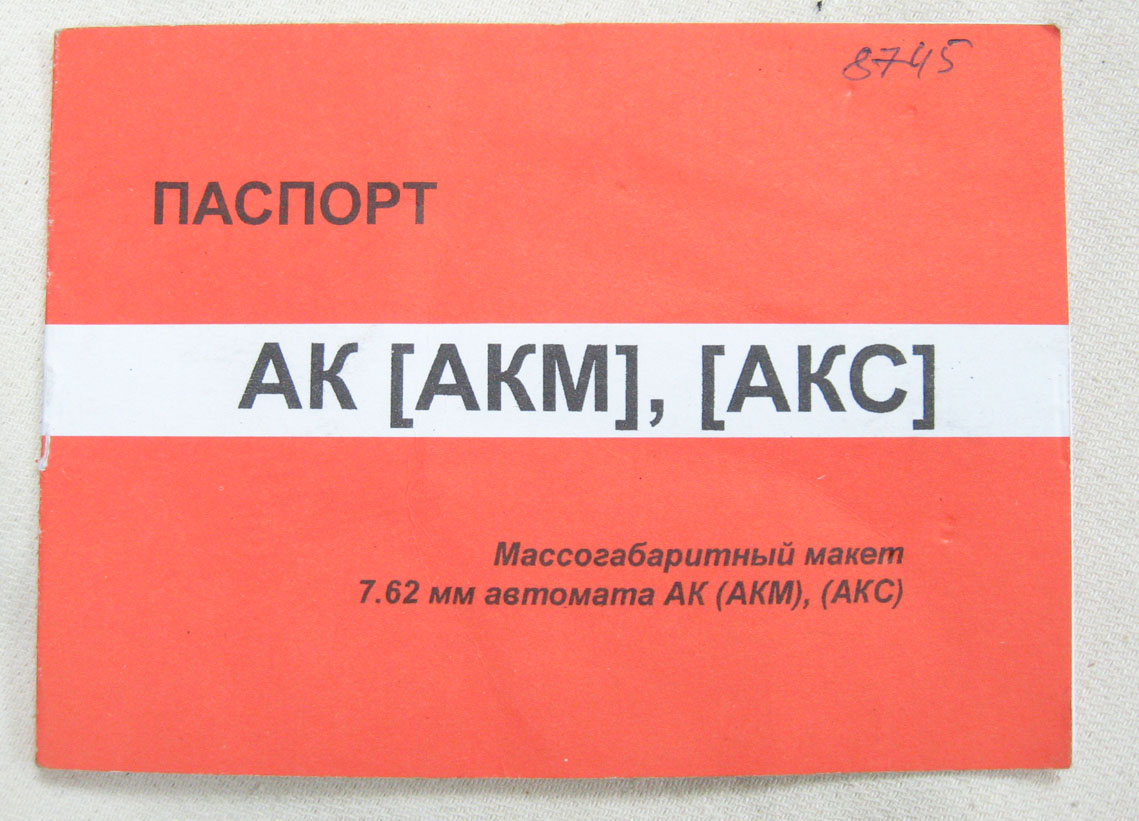 8745
ПАСПОРТ
АК [АКМ], [АКС]
Массогабаритный макет
7.62 мм автомата АК (АКМ), (АКС)